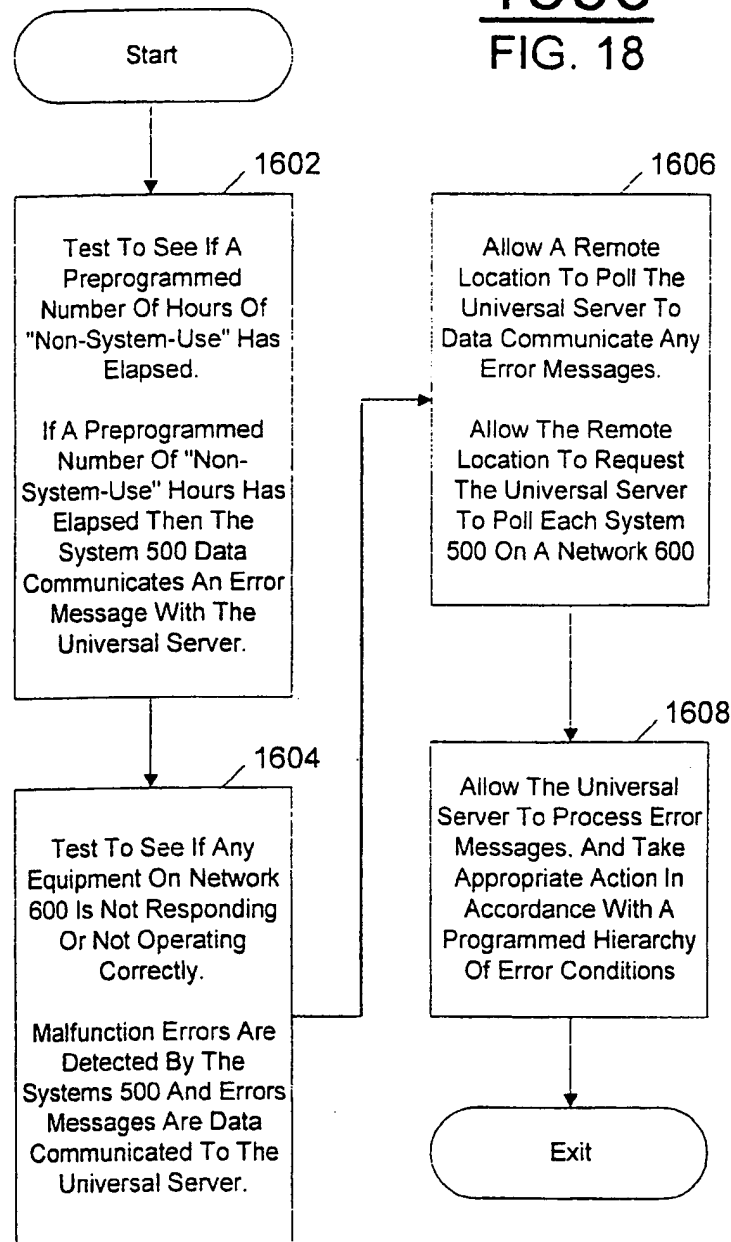 FIG. 18
Start
1602
Test To See If A
Preprogrammed
Number Of Hours Of
"Non-System-Use" Has
Elapsed.
If A Preprogrammed
Number Of "Non-
System-Use" Hours Has
Elapsed Then The
System 500 Data
Communicates An Error
Message With The
Universal Server.
1604
Test To See If Any
Equipment On Network
600 Is Not Responding
Or Not Operating
Correctly.
Malfunction Errors Are
Detected By The
Systems 500 And Errors
Messages Are Data
Communicated To The
Universal Server.
1606
Allow A Remote
Location To Poll The
Universal Server To
Data Communicate Any
Error Messages.
Allow The Remote
Location To Request
The Universal Server
To Poll Each System
500 On A Network 600
1608
Allow The Universal
Server To Process Error
Messages. And Take
Appropriate Action In
Accordance With A
Programmed Hierarchy
Of Error Conditions
Exit